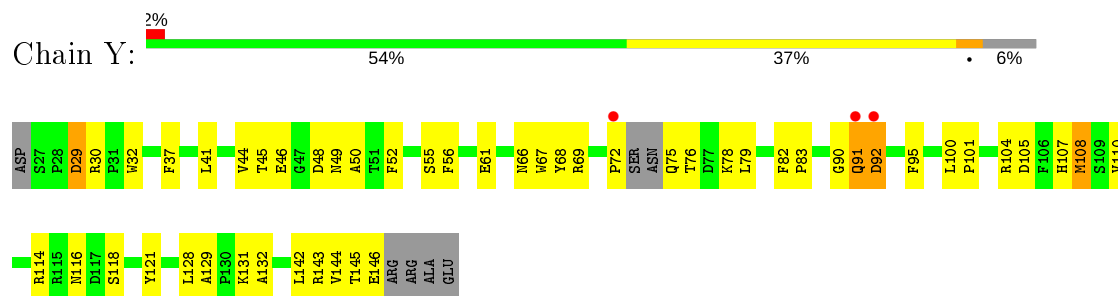 2%
Chain Y:
54% 37% • 6%
ASP S27 P28 D29 R30 P31 W32 F37 L41 V44 T45 E46 G47 D48 N49 A50 T51 F52 S55 F56 E61 N66 W67 Y68 R69 P72 SER ASN Q75 T76 D77 K78 L79 F82 P83 G90 Q91 D92 F95 L100 P101 R104 D105 F106 H107 M108 S109 V110
R114 R115 N116 D117 S118 Y121 L128 A129 P130 K131 A132 L142 R143 V144 T145 E146 ARG ARG ALA GLU